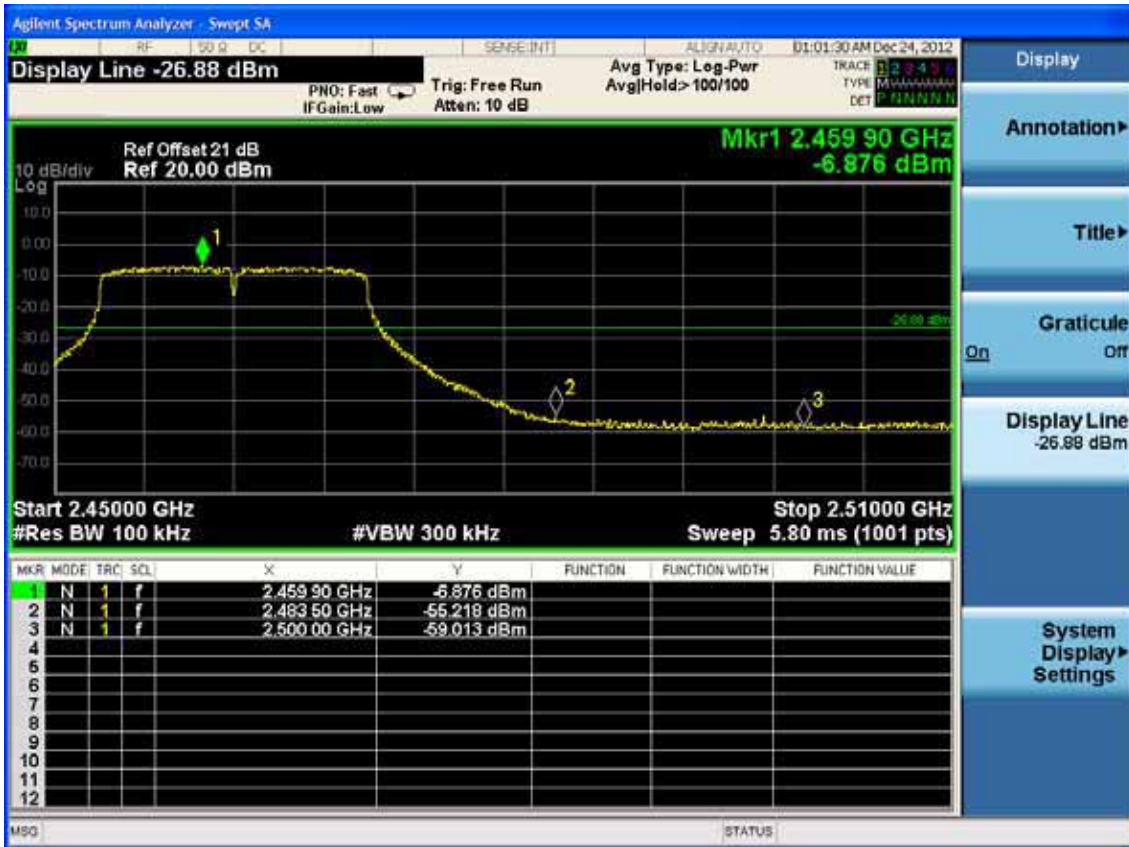 Agilent Spectrum Analyzer - Swept SA
RF 50 Ω DC SENSE:INT ALIGN AUTO 01:01:30 AM Dec 24, 2012
Display Line -26.88 dBm
PNO: Fast
IFGain:Low
Trig: Free Run
Atten: 10 dB
Avg Type: Log-Pwr
Avg|Hold:> 100/100
TRACE 1 2 3 4 5 6
TYPE M
DET P N N N N N
Display
Annotation
Title
Graticule
On Off
Display Line
-26.88 dBm
System
Display
Settings
Mkr1 2.459 90 GHz
-6.876 dBm
Ref Offset 21 dB
10 dB/div Ref 20.00 dBm
Log
10.0
0.00
-10.0
-20.0
-30.0
-40.0
-50.0
-60.0
-70.0
1
-26.88 dBm
2
3
Start 2.45000 GHz Stop 2.51000 GHz
#Res BW 100 kHz #VBW 300 kHz Sweep 5.80 ms (1001 pts)
MKR MODE TRC SCL X Y FUNCTION FUNCTION WIDTH FUNCTION VALUE
1 N 1 f 2.459 90 GHz -6.876 dBm
2 N 1 f 2.483 50 GHz -55.218 dBm
3 N 1 f 2.500 00 GHz -59.013 dBm
4
5
6
7
8
9
10
11
12
MSG STATUS